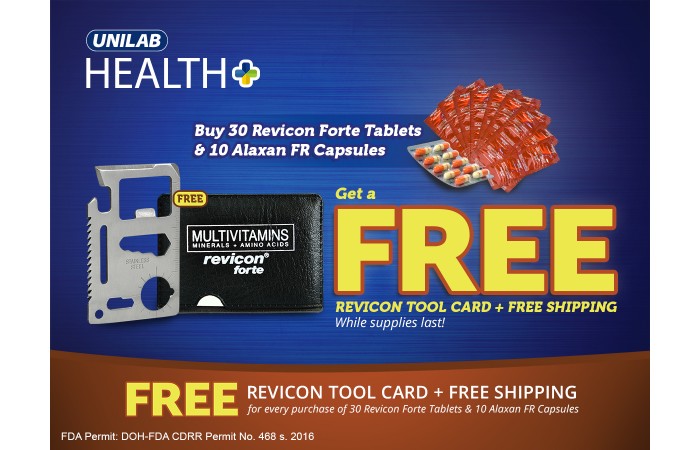 UNILAB
HEALTH+
Buy 30 Revicon Forte Tablets
& 10 Alaxan FR Capsules
FREE
STAINLESS
STEEL
MULTIVITAMINS
MINERALS + AMINO ACIDS
revicon®
forte
Get a
FREE
REVICON TOOL CARD + FREE SHIPPING
While supplies last!
FREE REVICON TOOL CARD + FREE SHIPPING
for every purchase of 30 Revicon Forte Tablets & 10 Alaxan FR Capsules
FDA Permit: DOH-FDA CDRR Permit No. 468 s. 2016